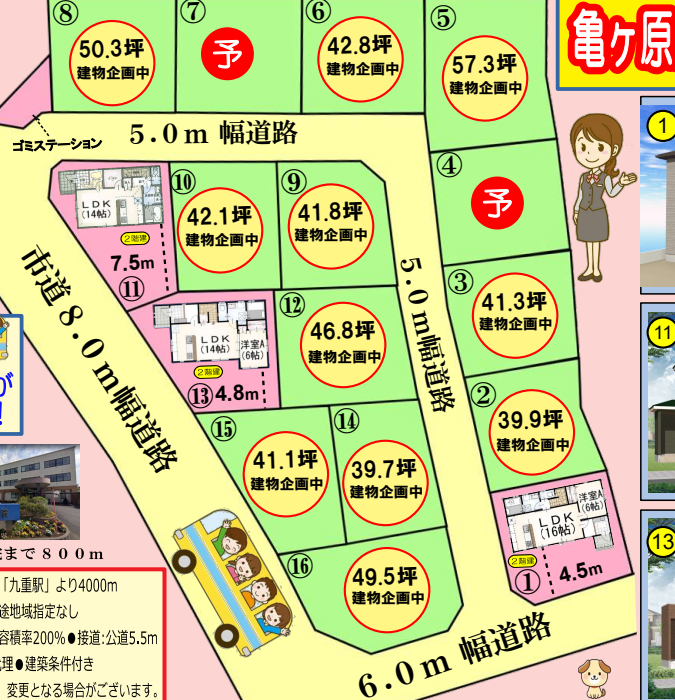 ⑧
50.3坪
建物企画中
⑦
予
⑥
42.8坪
建物企画中
⑤
57.3坪
建物企画中
亀ケ原
ゴミステーション
5.0m 幅道路
④
予
1
LDK
(14帖)
2階建
7.5m
⑪
⑩
42.1坪
建物企画中
⑨
41.8坪
建物企画中
③
41.3坪
建物企画中
市道8.0m幅道路
5.0m幅道路
LDK
(14帖)
洋室A
(6帖)
2階建
⑬
4.8m
⑫
46.8坪
建物企画中
11
が
!
②
39.9坪
建物企画中
⑮
41.1坪
建物企画中
⑭
39.7坪
建物企画中
LDK
(16帖)
洋室A
(6帖)
2階建
①
4.5m
13
まで800m
⑯
49.5坪
建物企画中
6.0m 幅道路
「九重駅」より4000m
途地域指定なし
容積率200%●接道:公道5.5m
理●建築条件付き
変更となる場合がございます。